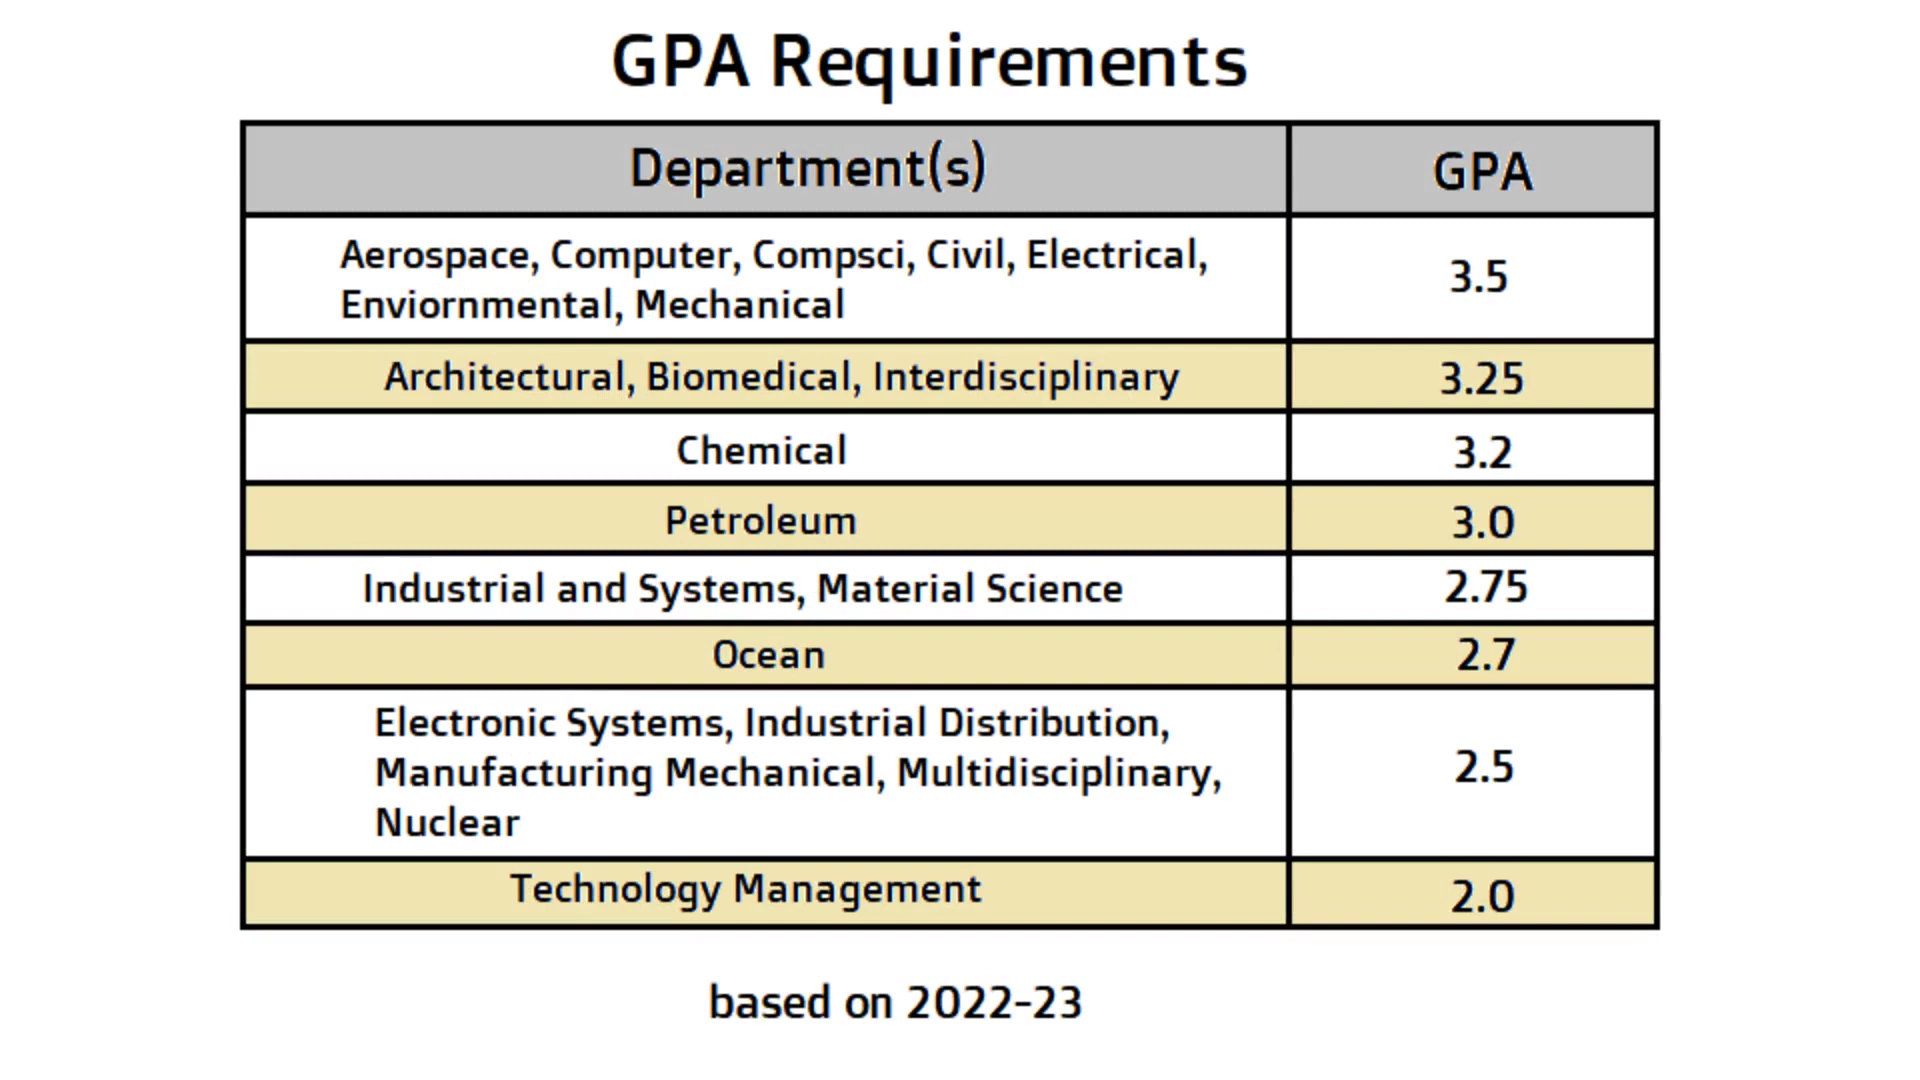 GPA Requirements
Department(s) GPA
Aerospace, Computer, Compsci, Civil, Electrical,
Enviornmental, Mechanical
3.5
Architectural, Biomedical, Interdisciplinary 3.25
Chemical 3.2
Petroleum 3.0
Industrial and Systems, Material Science 2.75
Ocean 2.7
Electronic Systems, Industrial Distribution,
Manufacturing Mechanical, Multidisciplinary,
Nuclear
2.5
Technology Management 2.0
based on 2022-23